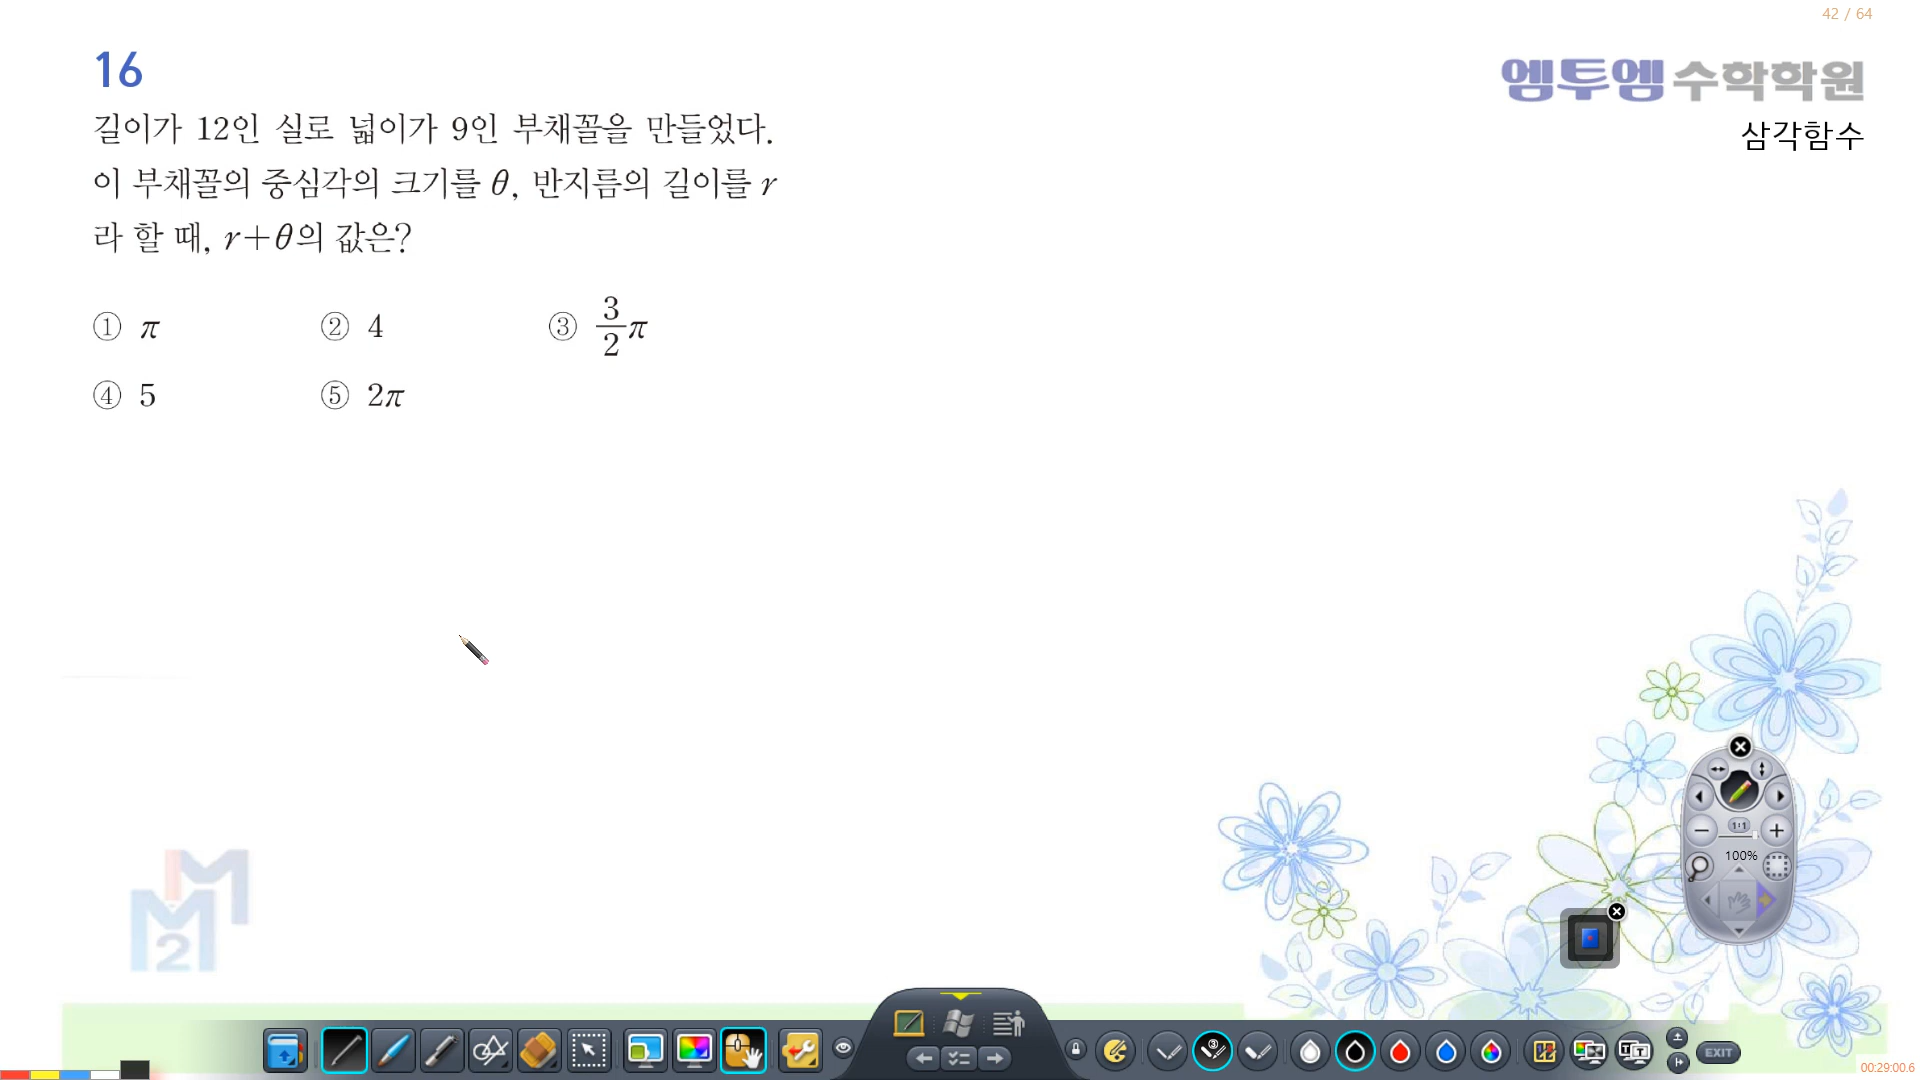 42 / 64
16
엠투엠수학학원
삼각함수
길이가 12인 실로 넓이가 9인 부채꼴을 만들었다.
이 부채꼴의 중심각의 크기를 θ, 반지름의 길이를 r
라 할 때, r+θ의 값은?
① π ② 4 ③ 3/2 π
④ 5 ⑤ 2π
1:1
100%
MM2
EXIT
00:29:00.6